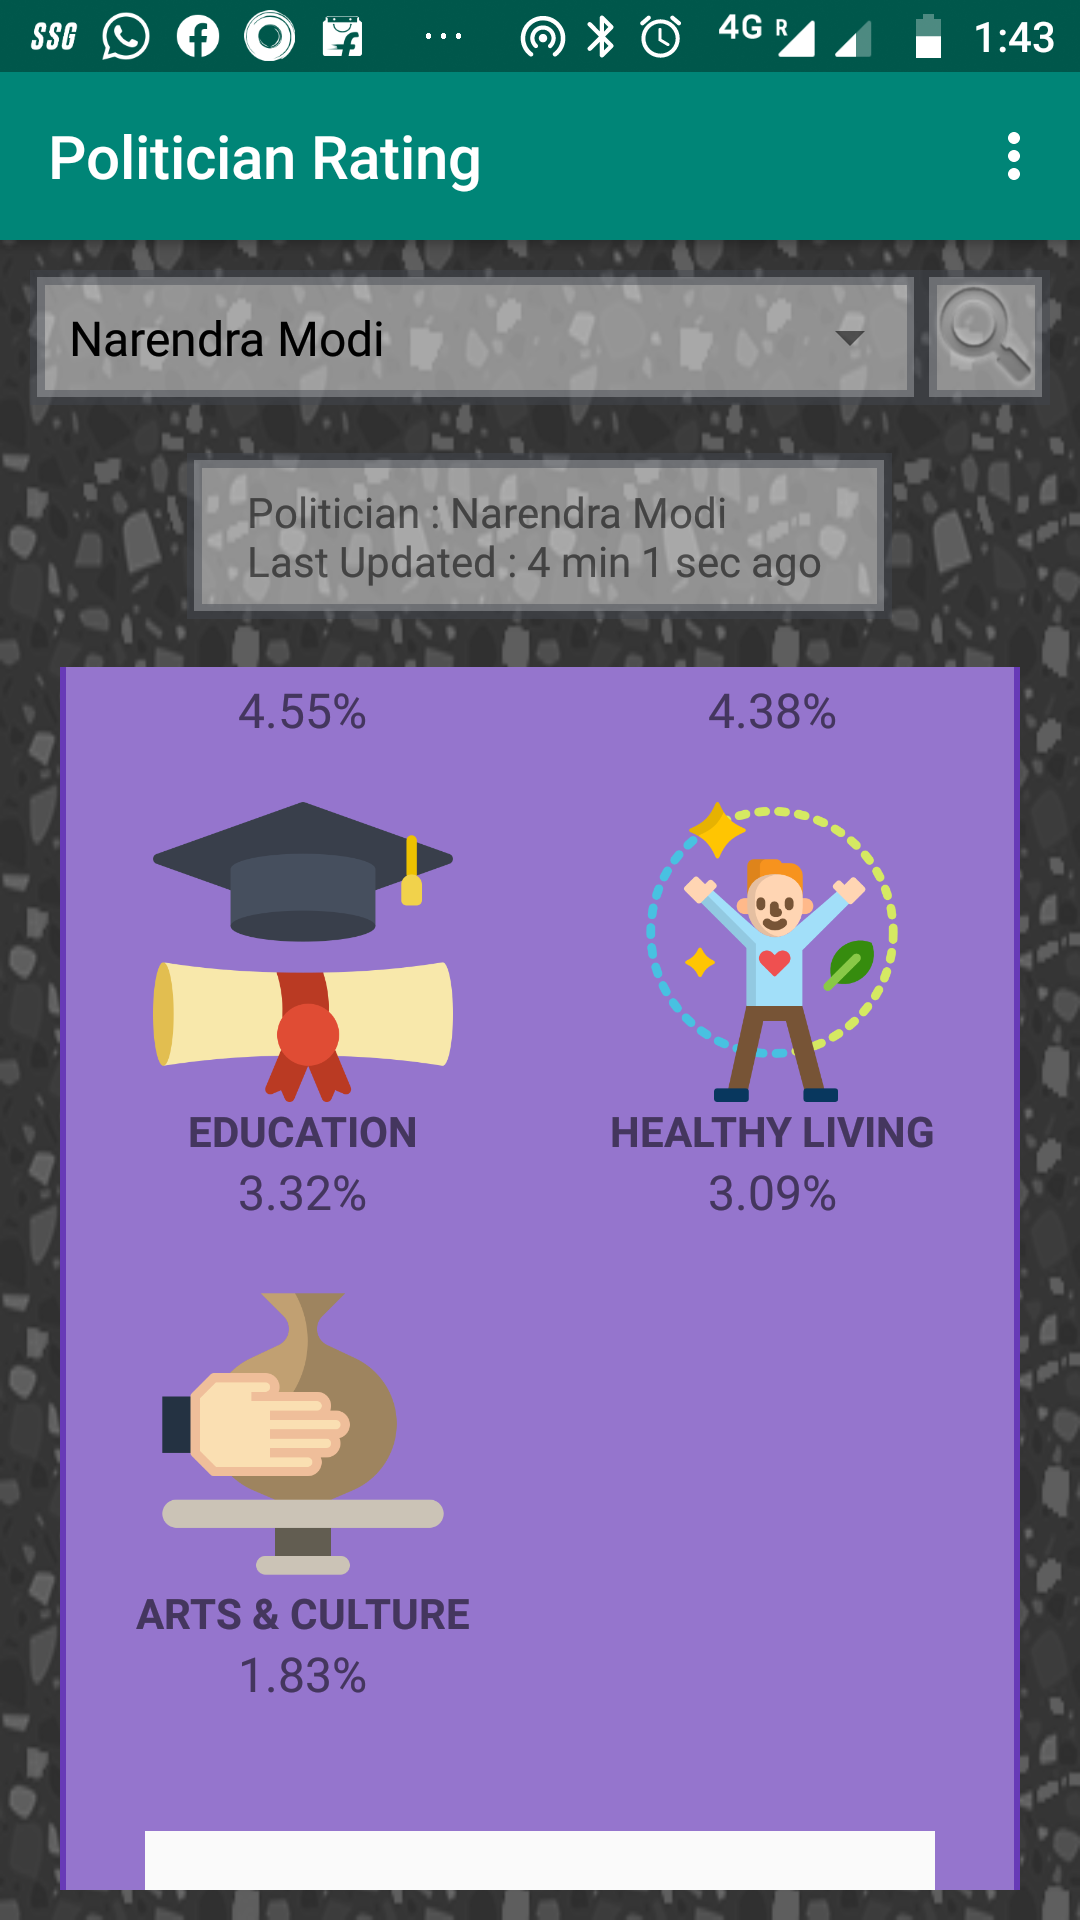 SSG 4G R 1:43
Politician Rating
Narendra Modi
Politician : Narendra Modi
Last Updated : 4 min 1 sec ago
4.55% 4.38%
EDUCATION HEALTHY LIVING
3.32% 3.09%
ARTS & CULTURE
1.83%